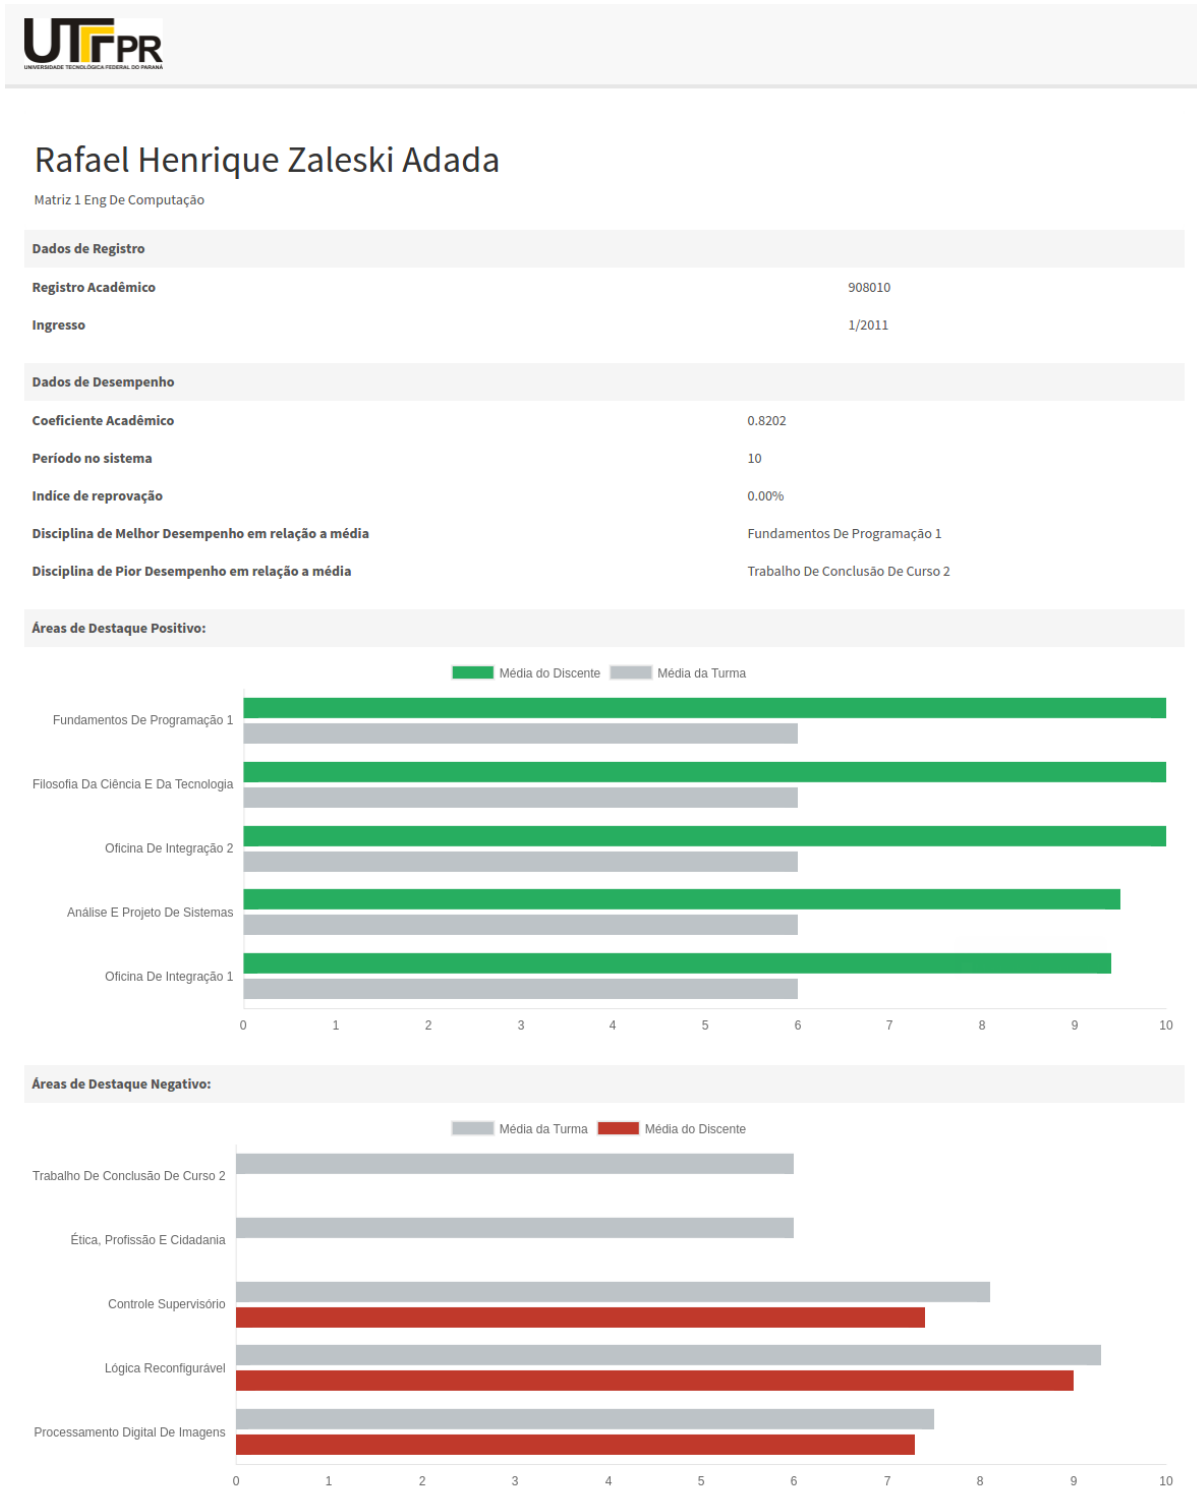 UTFPR
UNIVERSIDADE TECNOLÓGICA FEDERAL DO PARANÁ
Rafael Henrique Zaleski Adada
Matriz 1 Eng De Computação
Dados de Registro
Registro Acadêmico 908010
Ingresso 1/2011
Dados de Desempenho
Coeficiente Acadêmico 0.8202
Período no sistema 10
Indíce de reprovação 0.00%
Disciplina de Melhor Desempenho em relação a média Fundamentos De Programação 1
Disciplina de Pior Desempenho em relação a média Trabalho De Conclusão De Curso 2
Áreas de Destaque Positivo:
Média do Discente Média da Turma
Fundamentos De Programação 1
Filosofia Da Ciência E Da Tecnologia
Oficina De Integração 2
Análise E Projeto De Sistemas
Oficina De Integração 1
0 1 2 3 4 5 6 7 8 9 10
Áreas de Destaque Negativo:
Média da Turma Média do Discente
Trabalho De Conclusão De Curso 2
Ética, Profissão E Cidadania
Controle Supervisório
Lógica Reconfigurável
Processamento Digital De Imagens
0 1 2 3 4 5 6 7 8 9 10